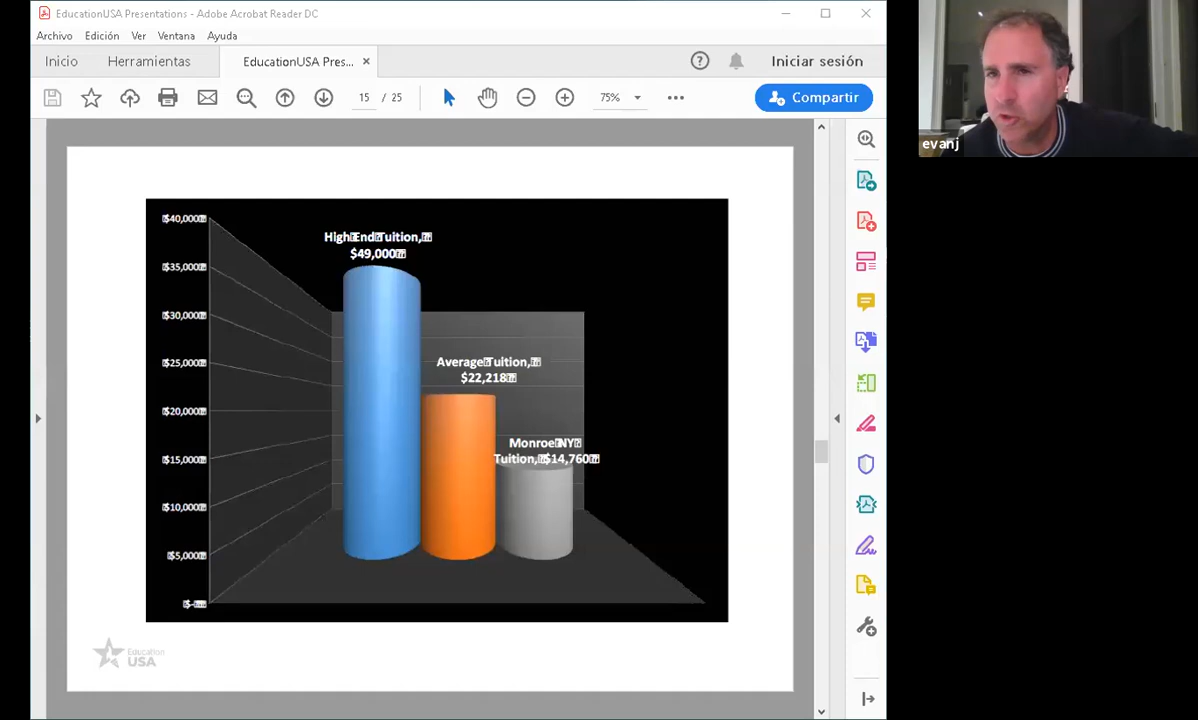 EducationUSA Presentations - Adobe Acrobat Reader DC
Archivo Edición Ver Ventana Ayuda
Inicio Herramientas EducationUSA Pres... Iniciar sesión
15 / 25 75% Compartir
evanj
$40,000
$35,000
$30,000
$25,000
$20,000
$15,000
$10,000
$5,000
$-
High End Tuition,
$49,000
Average Tuition,
$22,218
Monroe NY
Tuition, $14,760
Education
USA